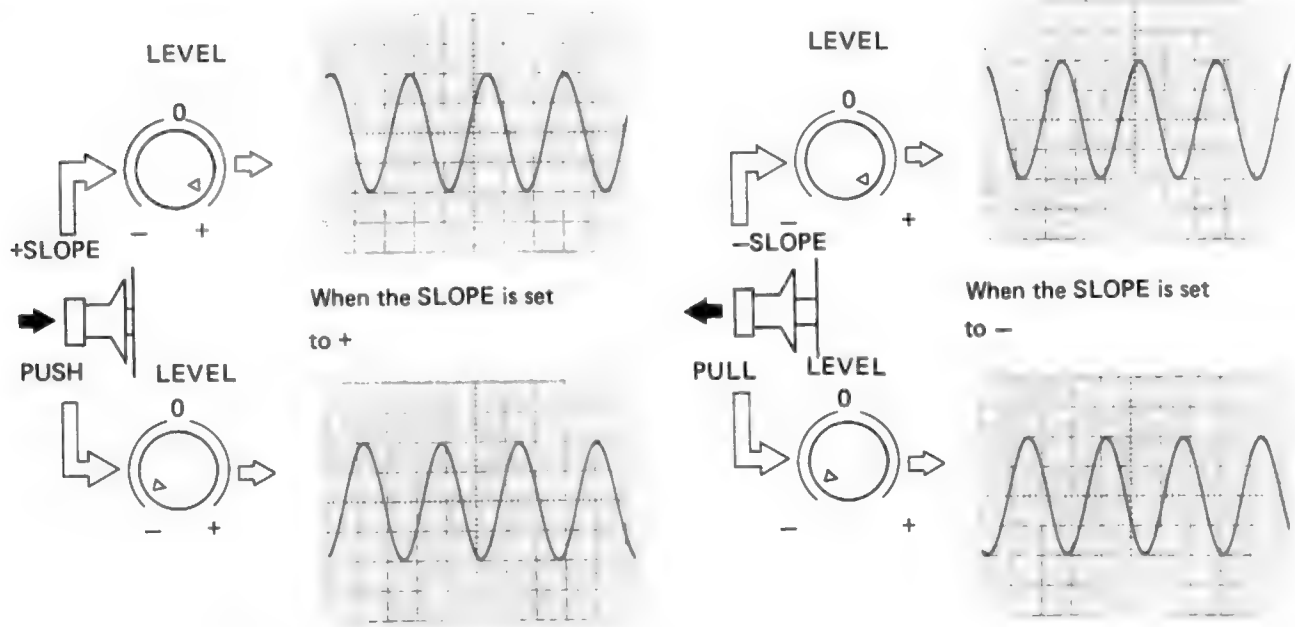 LEVEL
0
− +
+SLOPE
PUSH
LEVEL
0
− +
When the SLOPE is set
to +
LEVEL
0
− +
−SLOPE
PULL
LEVEL
0
− +
When the SLOPE is set
to −